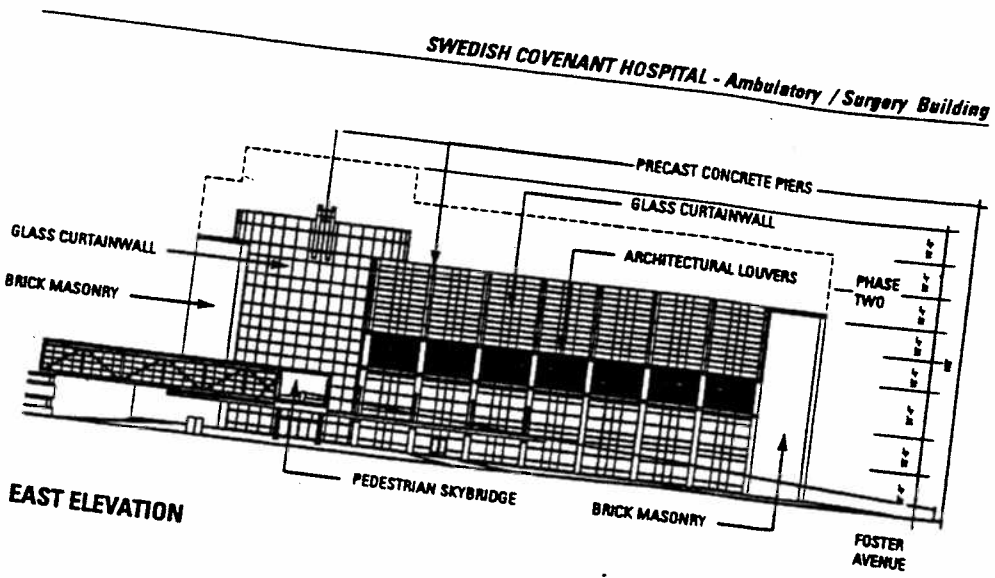 SWEDISH COVENANT HOSPITAL - Ambulatory / Surgery Building
PRECAST CONCRETE PIERS
GLASS CURTAINWALL
ARCHITECTURAL LOUVERS
GLASS CURTAINWALL
BRICK MASONRY
PHASE
TWO
PEDESTRIAN SKYBRIDGE
BRICK MASONRY
EAST ELEVATION
FOSTER
AVENUE